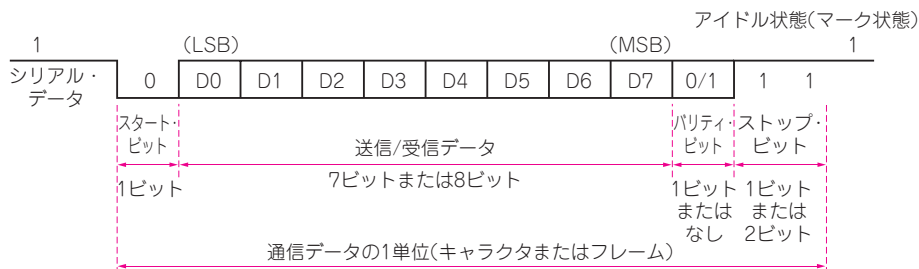 アイドル状態(マーク状態)
1 (LSB) (MSB) 1
シリアル・
データ
0 D0 D1 D2 D3 D4 D5 D6 D7 0/1 1 1
スタート・
ビット
送信/受信データ
パリティ・
ビット
ストップ・
ビット
1ビット
7ビットまたは8ビット
1ビット
または
なし
1ビット
または
2ビット
通信データの1単位(キャラクタまたはフレーム)